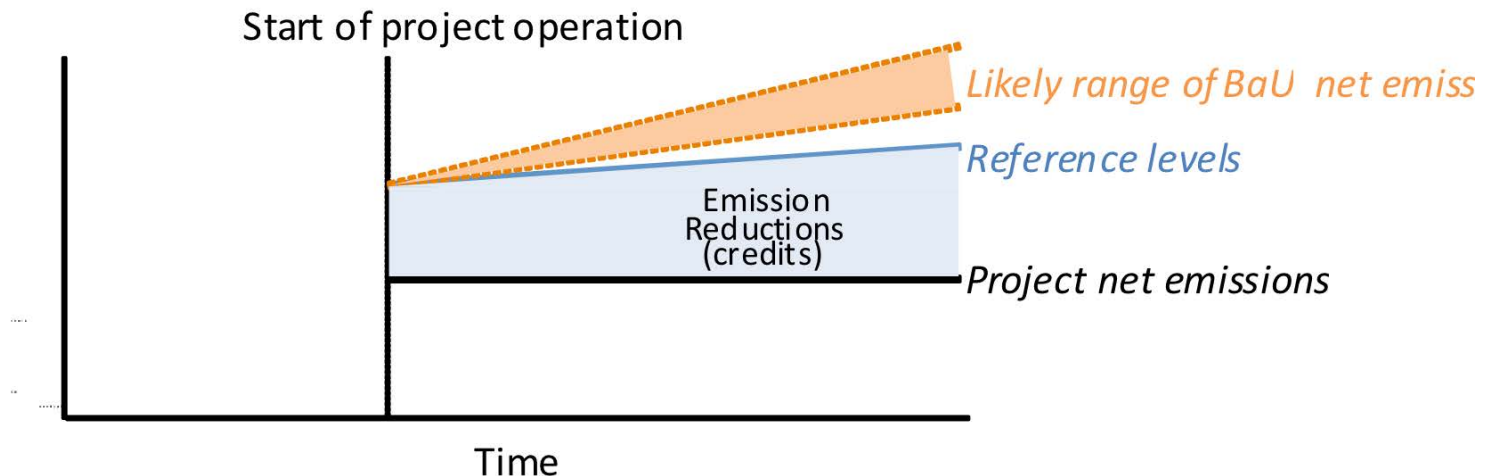 Start of project operation
Likely range of BaU net emiss
Reference levels
Emission
Reductions
(credits)
Project net emissions
Time